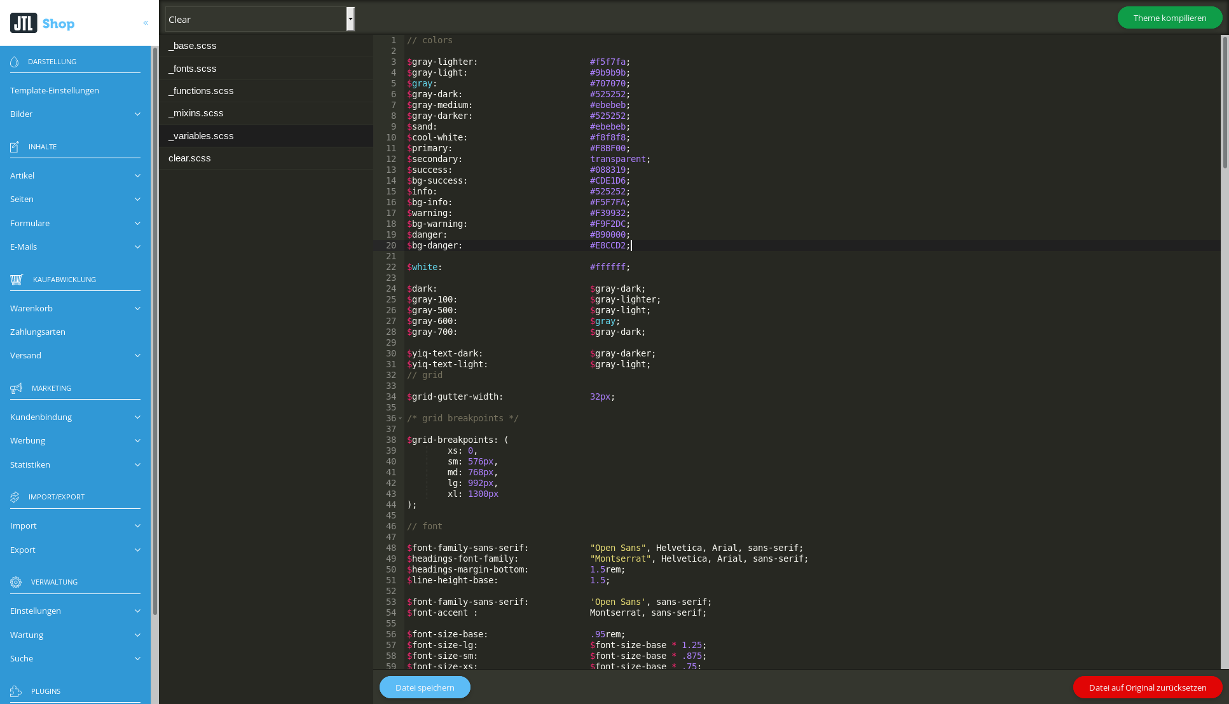 JTL Shop
«
DARSTELLUNG
Template-Einstellungen
Bilder
INHALTE
Artikel
Seiten
Formulare
E-Mails
KAUFABWICKLUNG
Warenkorb
Zahlungsarten
Versand
MARKETING
Kundenbindung
Werbung
Statistiken
IMPORT/EXPORT
Import
Export
VERWALTUNG
Einstellungen
Wartung
Suche
PLUGINS
Clear
Theme kompilieren
_base.scss
_fonts.scss
_functions.scss
_mixins.scss
_variables.scss
clear.scss
1 // colors
2
3 $gray-lighter: #f5f7fa;
4 $gray-light: #9b9b9b;
5 $gray: #707070;
6 $gray-dark: #525252;
7 $gray-medium: #ebebeb;
8 $gray-darker: #525252;
9 $sand: #ebebeb;
10 $cool-white: #f8f8f8;
11 $primary: #F8BF00;
12 $secondary: transparent;
13 $success: #088319;
14 $bg-success: #CDE1D6;
15 $info: #525252;
16 $bg-info: #F5F7FA;
17 $warning: #F39932;
18 $bg-warning: #F9F2DC;
19 $danger: #B90000;
20 $bg-danger: #E8CCD2;
21
22 $white: #ffffff;
23
24 $dark: $gray-dark;
25 $gray-100: $gray-lighter;
26 $gray-500: $gray-light;
27 $gray-600: $gray;
28 $gray-700: $gray-dark;
29
30 $yiq-text-dark: $gray-darker;
31 $yiq-text-light: $gray-light;
32 // grid
33
34 $grid-gutter-width: 32px;
35
36 /* grid breakpoints */
37
38 $grid-breakpoints: (
39 xs: 0,
40 sm: 576px,
41 md: 768px,
42 lg: 992px,
43 xl: 1300px
44 );
45
46 // font
47
48 $font-family-sans-serif: "Open Sans", Helvetica, Arial, sans-serif;
49 $headings-font-family: "Montserrat", Helvetica, Arial, sans-serif;
50 $headings-margin-bottom: 1.5rem;
51 $line-height-base: 1.5;
52
53 $font-family-sans-serif: 'Open Sans', sans-serif;
54 $font-accent : Montserrat, sans-serif;
55
56 $font-size-base: .95rem;
57 $font-size-lg: $font-size-base * 1.25;
58 $font-size-sm: $font-size-base * .875;
59 $font-size-xs: $font-size-base * .75;
Datei speichern
Datei auf Original zurücksetzen